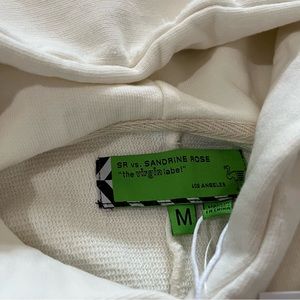 SR vs. SANDRINE ROSE
"the virgin label"
LOS ANGELES
M